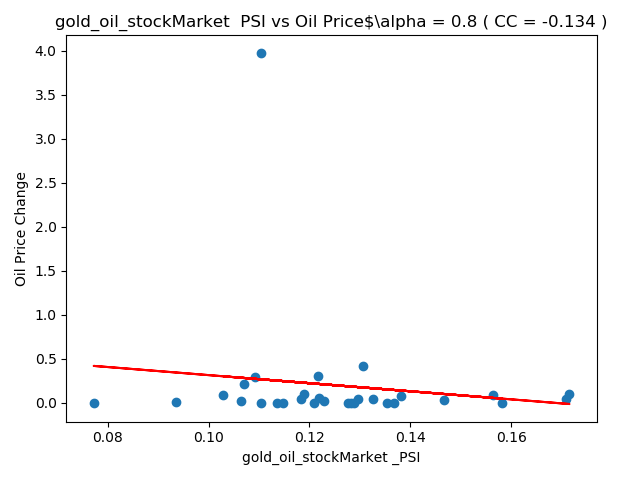 gold_oil_stockMarket  PSI vs Oil Price$\alpha = 0.8 ( CC = -0.134 )
4.0
3.5
3.0
2.5
2.0
1.5
1.0
0.5
0.0
Oil Price Change
0.08 0.10 0.12 0.14 0.16
gold_oil_stockMarket _PSI